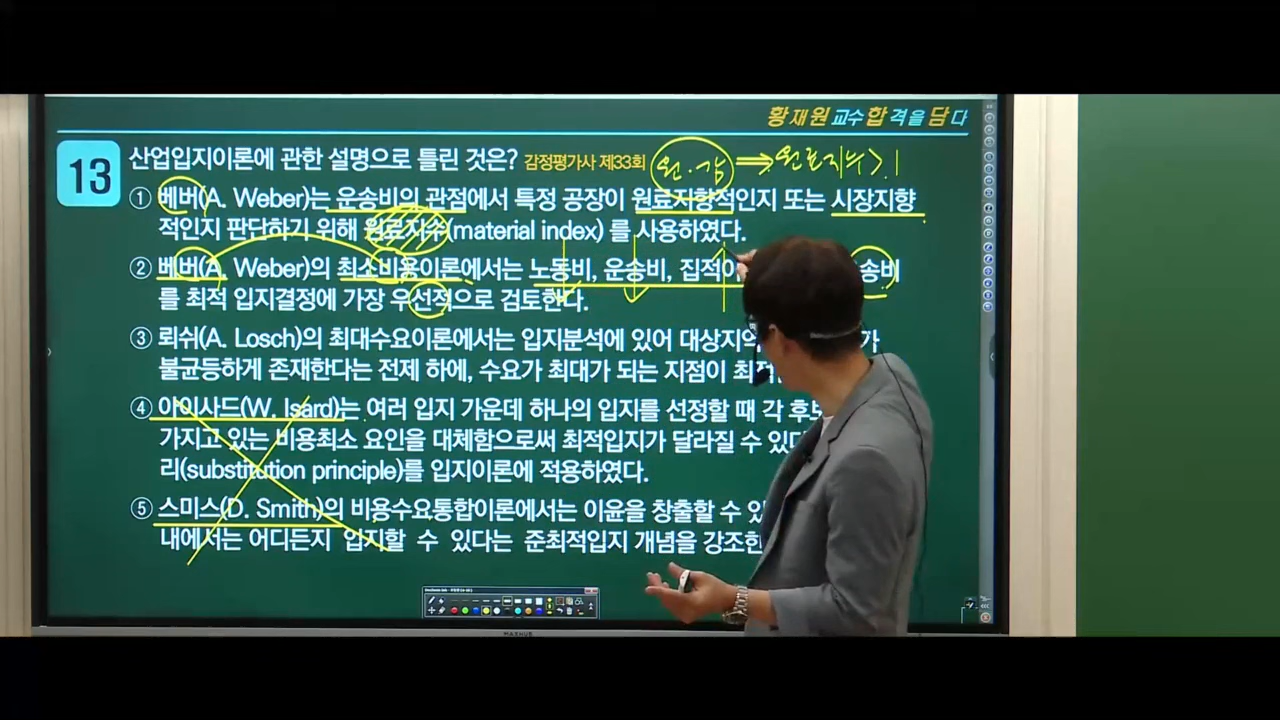 황재원교수합격을담다
13 산업입지이론에 관한 설명으로 틀린 것은? 감정평가사 제33회 원.감 ⇒ 원료지수 > 1
① 베버(A. Weber)는 운송비의 관점에서 특정 공장이 원료지향적인지 또는 시장지향
적인지 판단하기 위해 원료지수(material index) 를 사용하였다.
② 베버(A. Weber)의 최소비용이론에서는 노동비, 운송비, 집적이 송비
를 최적 입지결정에 가장 우선적으로 검토한다.
③ 뢰쉬(A. Losch)의 최대수요이론에서는 입지분석에 있어 대상지역 가
불균등하게 존재한다는 전제 하에, 수요가 최대가 되는 지점이 최적
④ 아이사드(W. Isard)는 여러 입지 가운데 하나의 입지를 선정할 때 각 후보
가지고 있는 비용최소 요인을 대체함으로써 최적입지가 달라질 수 있다
리(substitution principle)를 입지이론에 적용하였다.
⑤ 스미스(D. Smith)의 비용수요통합이론에서는 이윤을 창출할 수 있
내에서는 어디든지 입지할 수 있다는 준최적입지 개념을 강조한
MAXHUB